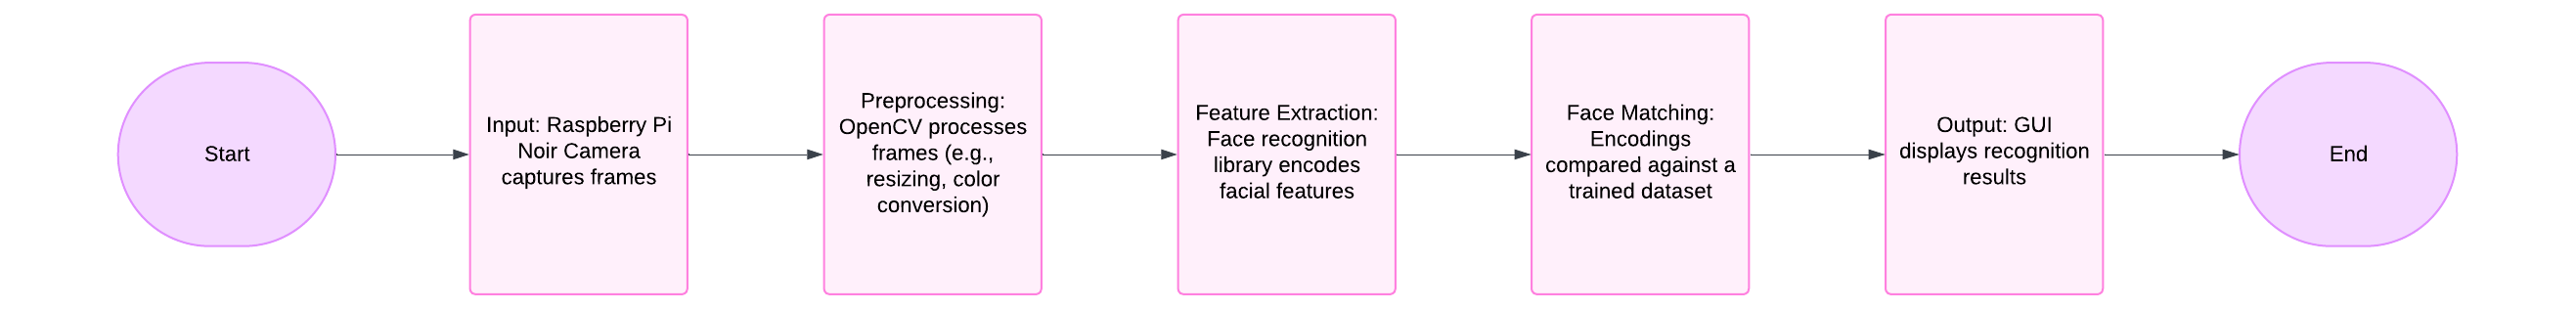 Start
Input: Raspberry Pi
Noir Camera
captures frames
Preprocessing:
OpenCV processes
frames (e.g.,
resizing, color
conversion)
Feature Extraction:
Face recognition
library encodes
facial features
Face Matching:
Encodings
compared against a
trained dataset
Output: GUI
displays recognition
results
End